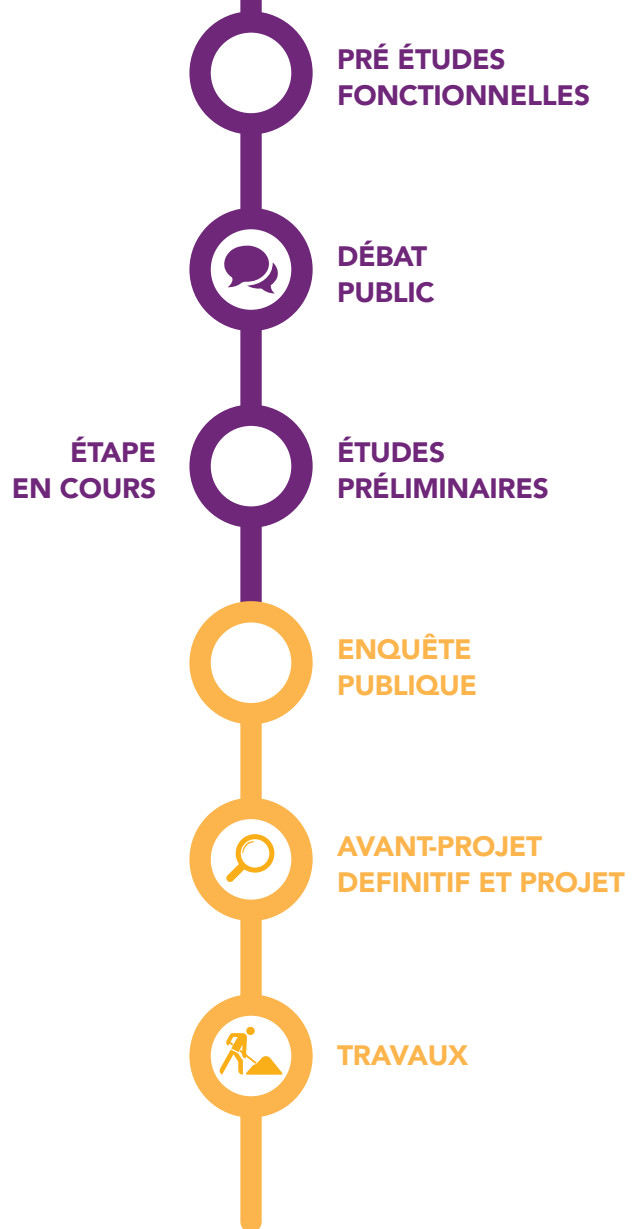 PRÉ ÉTUDES
FONCTIONNELLES
DÉBAT
PUBLIC
ÉTAPE
EN COURS
ÉTUDES
PRÉLIMINAIRES
ENQUÊTE
PUBLIQUE
AVANT-PROJET
DEFINITIF ET PROJET
TRAVAUX